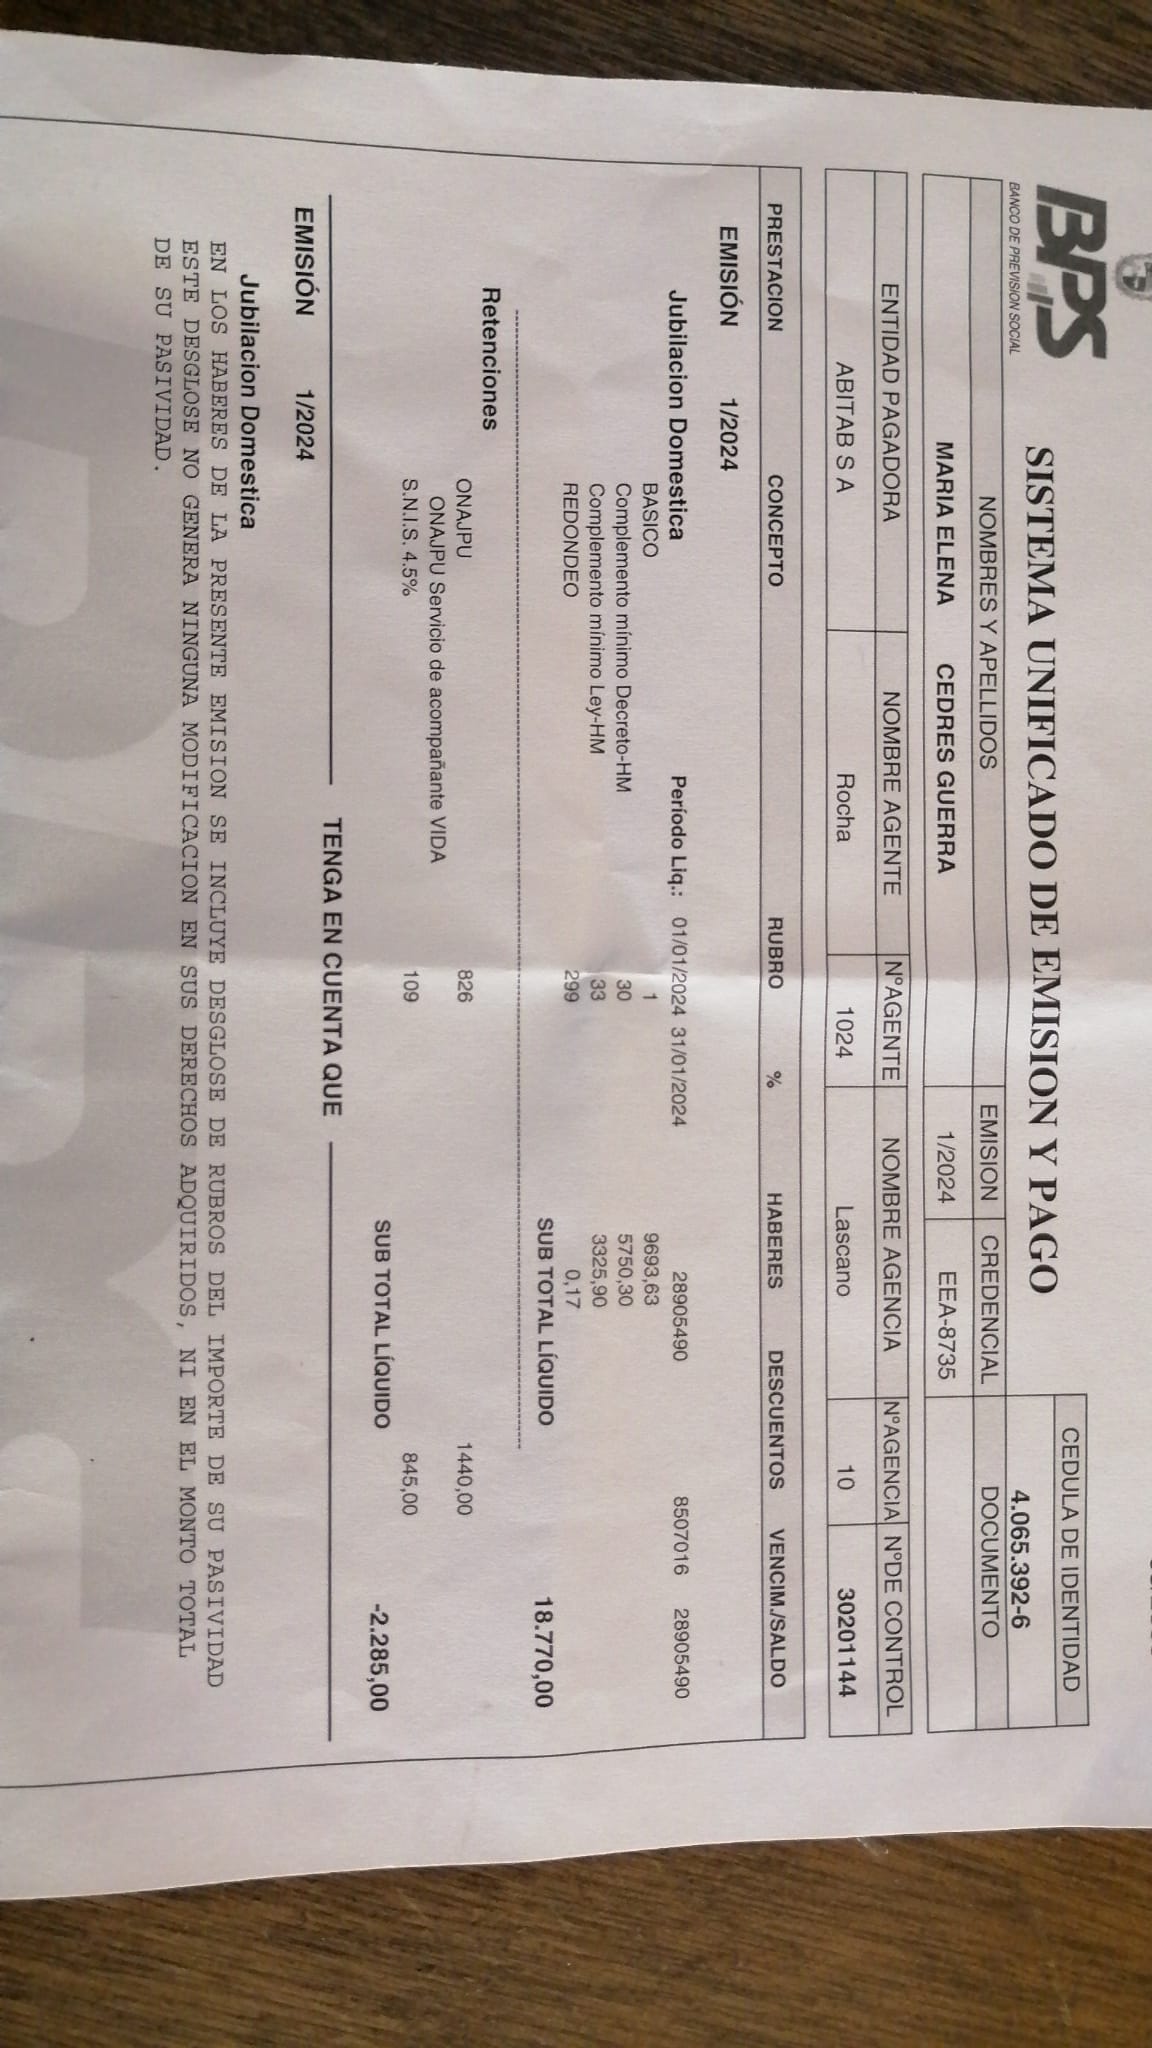 BPS
BANCO DE PREVISION SOCIAL
SISTEMA UNIFICADO DE EMISION Y PAGO
CEDULA DE IDENTIDAD
4.065.392-6
NOMBRES Y APELLIDOS EMISION CREDENCIAL DOCUMENTO
MARIA ELENA CEDRES GUERRA 1/2024 EEA-8735
ENTIDAD PAGADORA NOMBRE AGENTE NºAGENTE NOMBRE AGENCIA NºAGENCIA NºDE CONTROL
ABITAB S A Rocha 1024 Lascano 10 30201144
PRESTACION CONCEPTO RUBRO % HABERES DESCUENTOS VENCIM./SALDO
EMISIÓN 1/2024
Jubilacion Domestica Período Liq.: 01/01/2024 31/01/2024 28905490 8507016 28905490
BASICO 1 9693,63
Complemento mínimo Decreto-HM 30 5750,30
Complemento mínimo Ley-HM 33 3325,90
REDONDEO 299 0,17
SUB TOTAL LÍQUIDO 18.770,00
Retenciones
ONAJPU 826 1440,00
ONAJPU Servicio de acompañante VIDA
S.N.I.S. 4.5% 109 845,00
SUB TOTAL LÍQUIDO -2.285,00
TENGA EN CUENTA QUE
EMISIÓN 1/2024
Jubilacion Domestica
EN LOS HABERES DE LA PRESENTE EMISION SE INCLUYE DESGLOSE DE RUBROS DEL IMPORTE DE SU PASIVIDAD
ESTE DESGLOSE NO GENERA NINGUNA MODIFICACION EN SUS DERECHOS ADQUIRIDOS, NI EN EL MONTO TOTAL
DE SU PASIVIDAD.